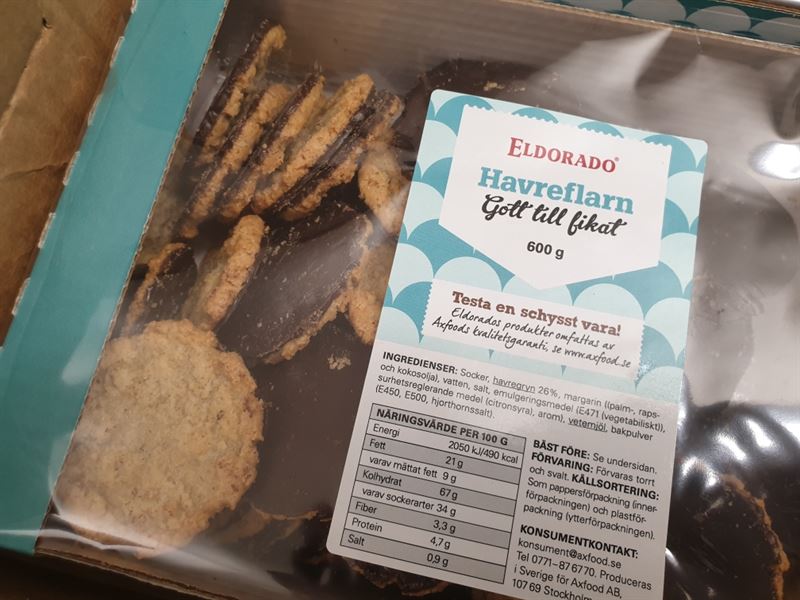 ELDORADO®
Havreflarn
Gott till fikat
600 g
Testa en schysst vara!
Eldorados produkter omfattas av
Axfoods kvalitetsgaranti, se www.axfood.se
INGREDIENSER: Socker, havregryn 26%, margarin ((palm-, raps-
och kokosolja), vatten, salt, emulgeringsmedel (E471 (vegetabiliskt)),
surhetsreglerande medel (citronsyra), arom), vetemjöl, bakpulver
(E450, E500, hjorthornssalt).
NÄRINGSVÄRDE PER 100 G
Energi 2050 kJ/490 kcal
Fett 21 g
varav mättat fett 9 g
Kolhydrat 67 g
varav sockerarter 34 g
Fiber 3,3 g
Protein 4,7 g
Salt 0,9 g
BÄST FÖRE: Se undersidan.
FÖRVARING: Förvaras torrt
och svalt. KÄLLSORTERING:
Som pappersförpackning (inner-
förpackningen) och plastför-
packning (ytterförpackningen).
KONSUMENTKONTAKT:
konsument@axfood.se
Tel 0771-87 6770. Produceras
i Sverige för Axfood AB,
107 69 Stockholm